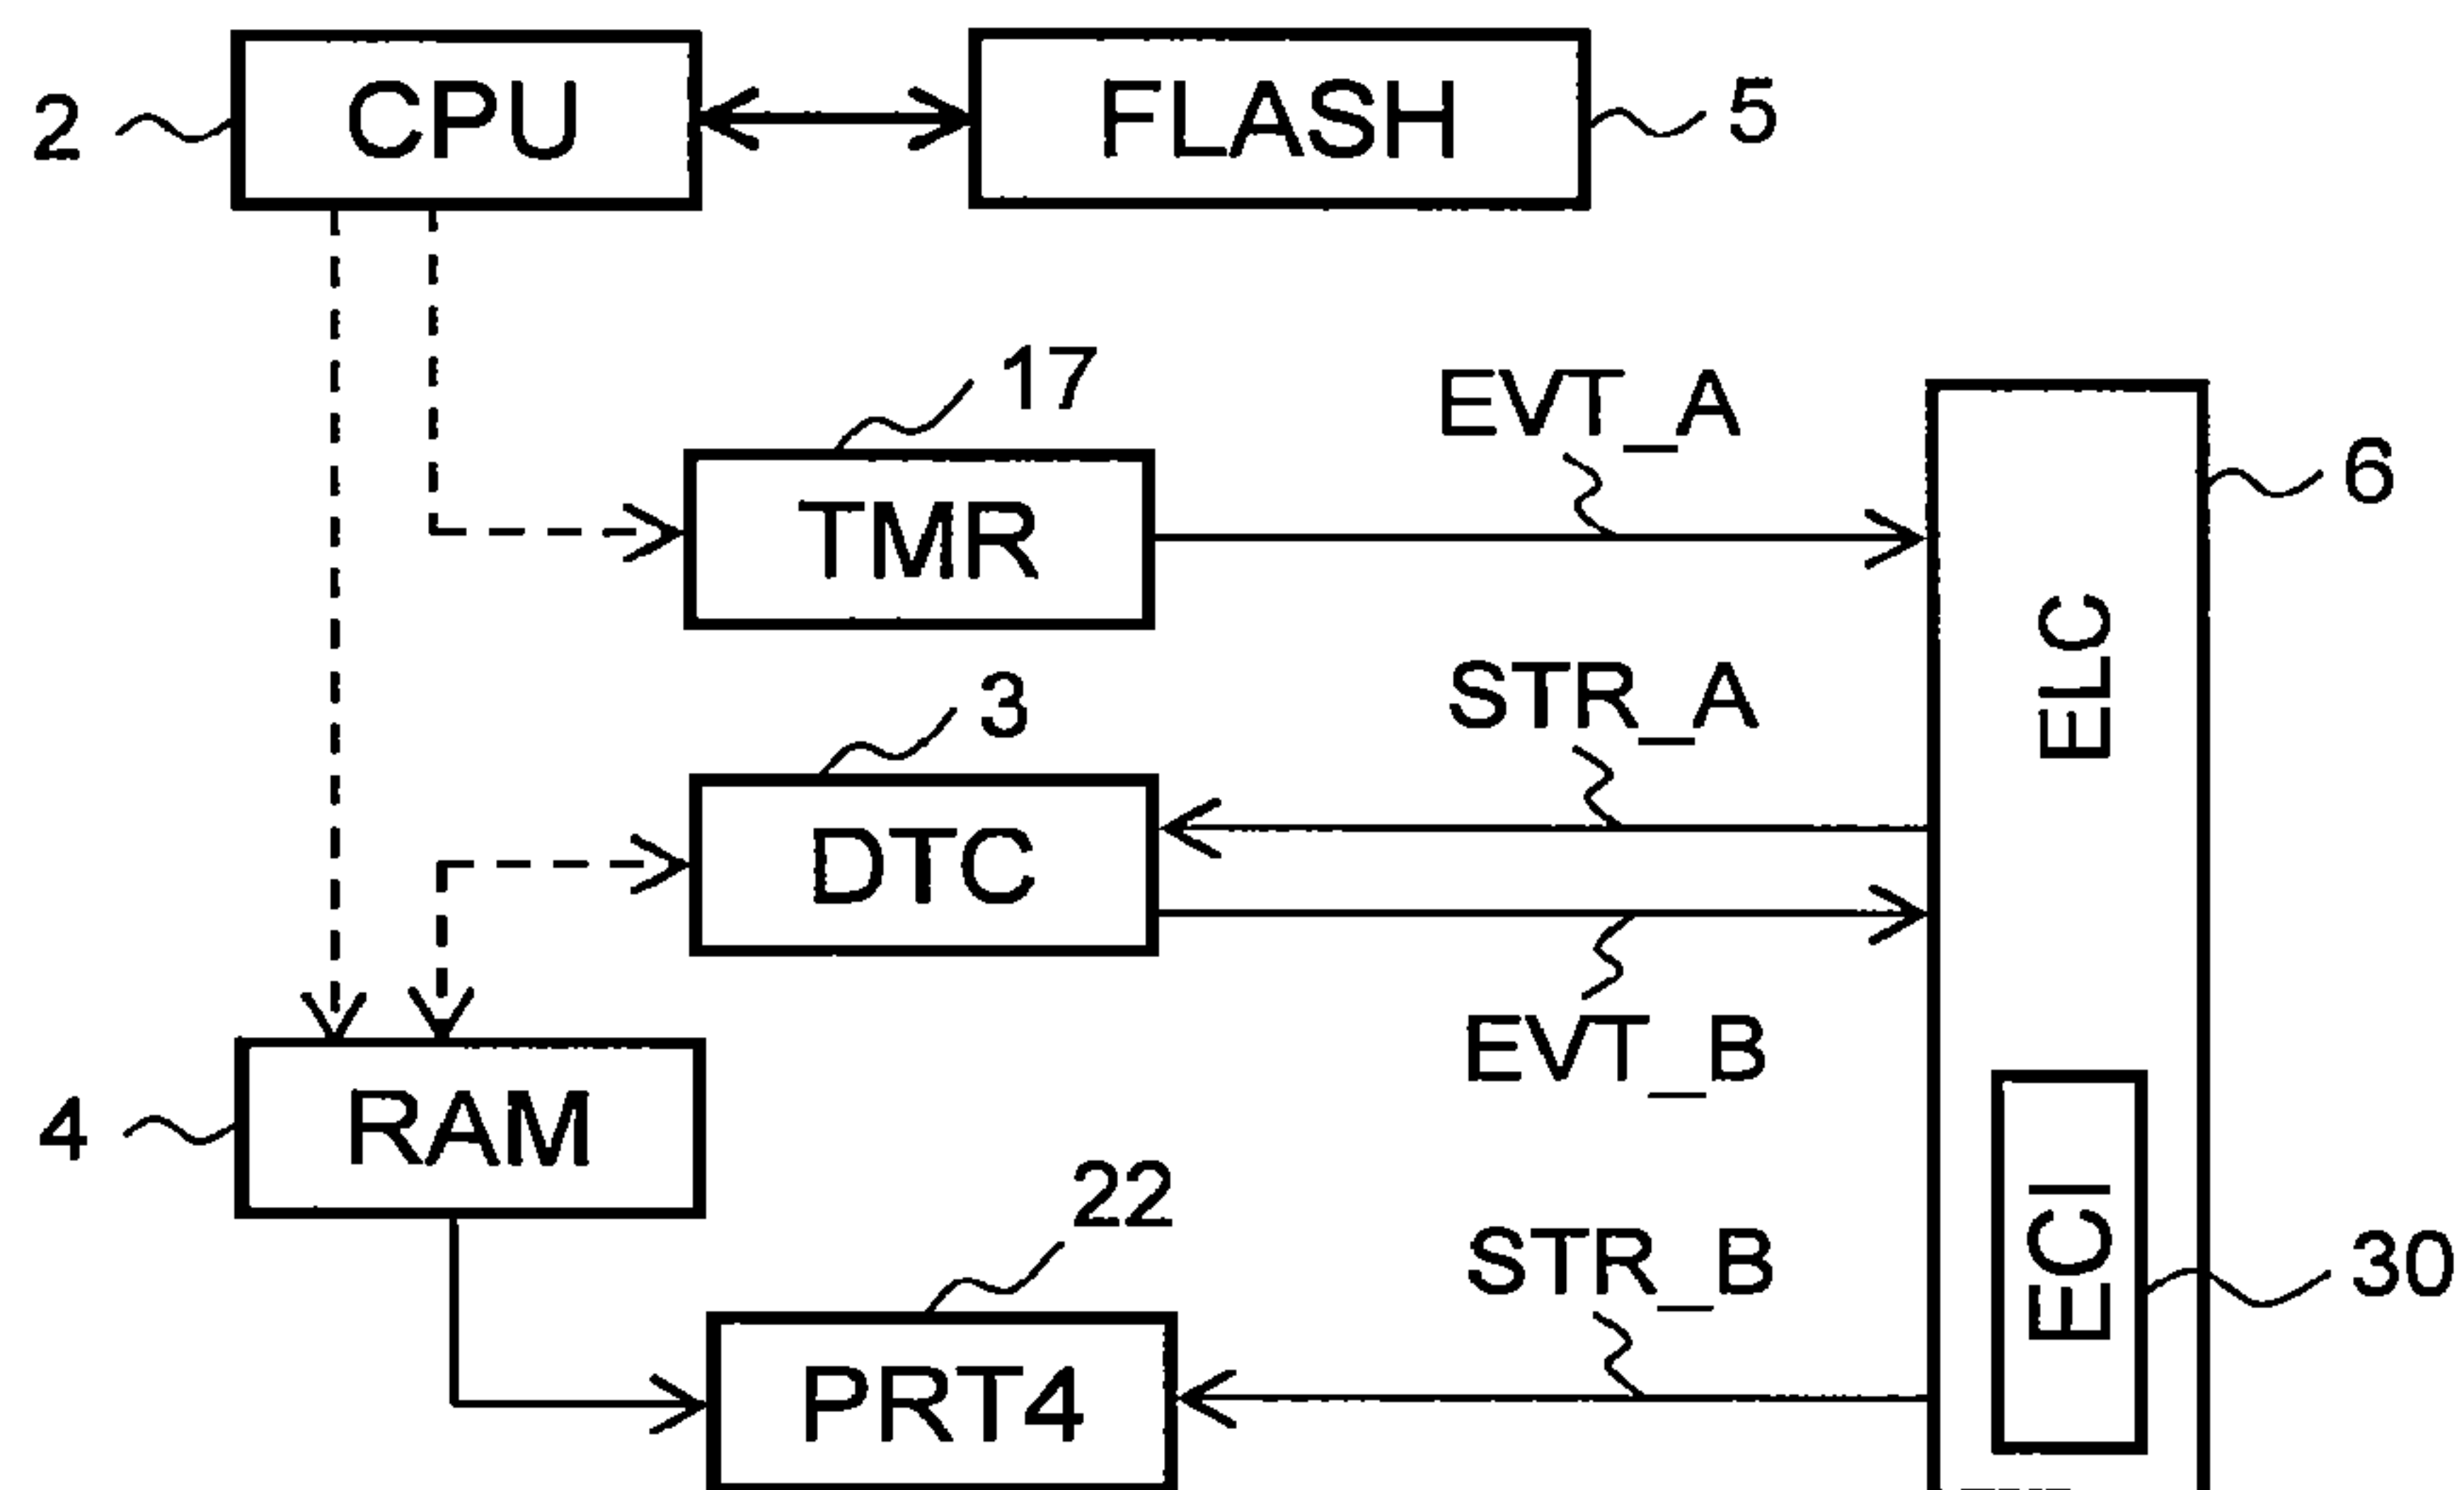 2
CPU
FLASH
5
17
EVT_A
6
TMR
ELC
3
STR_A
DTC
EVT_B
4
RAM
22
STR_B
ECI
30
PRT4